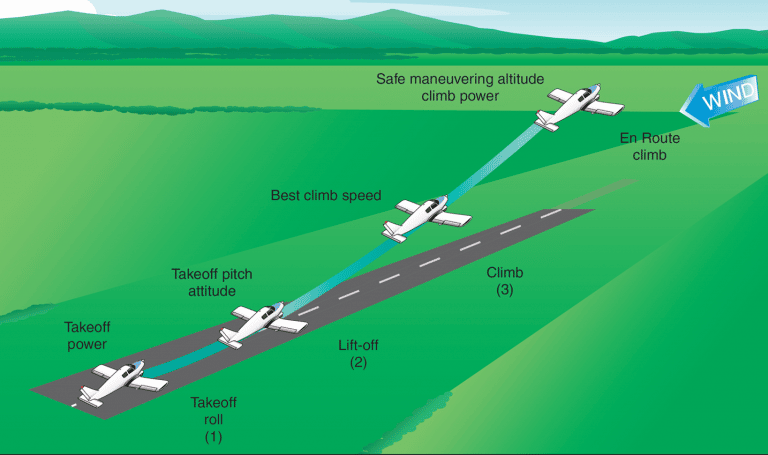 Safe maneuvering altitude
climb power
WIND
En Route
climb
Best climb speed
Takeoff pitch
attitude
Climb
(3)
Takeoff
power
Lift-off
(2)
Takeoff
roll
(1)